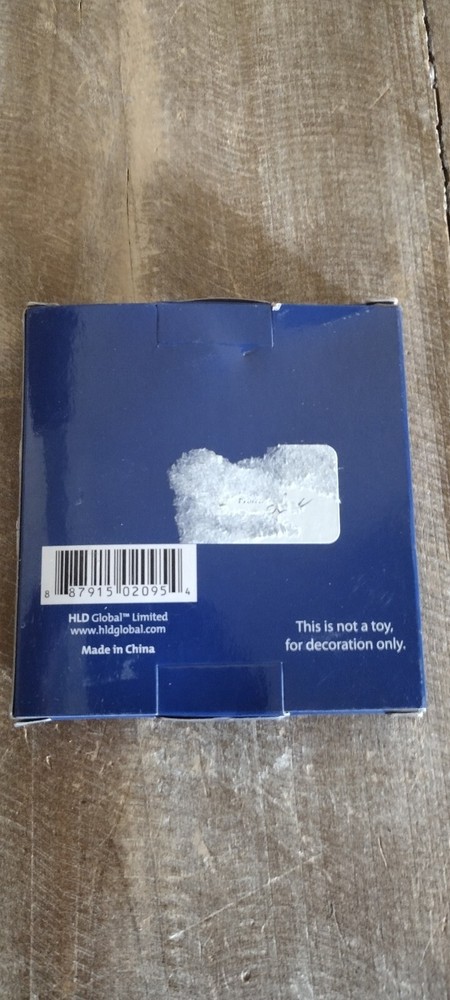 8 87915 02095 4
HLD Global™ Limited
www.hldglobal.com
Made in China
This is not a toy,
for decoration only.